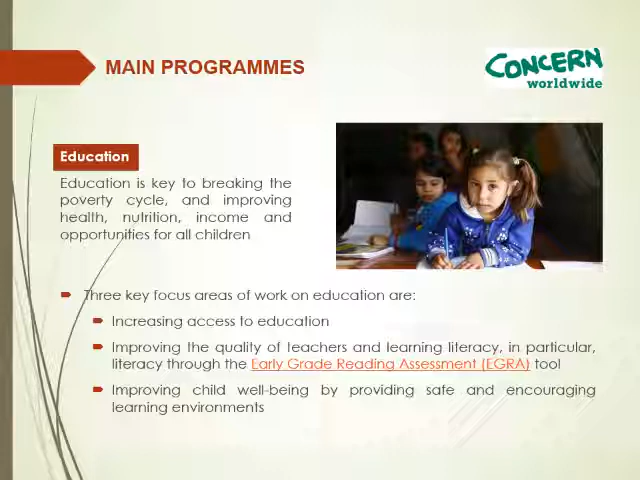 MAIN PROGRAMMES
CONCERN
worldwide
Education
Education is key to breaking the
poverty cycle, and improving
health, nutrition, income and
opportunities for all children
Three key focus areas of work on education are:
Increasing access to education
Improving the quality of teachers and learning literacy, in particular,
literacy through the Early Grade Reading Assessment (EGRA) tool
Improving child well-being by providing safe and encouraging
learning environments